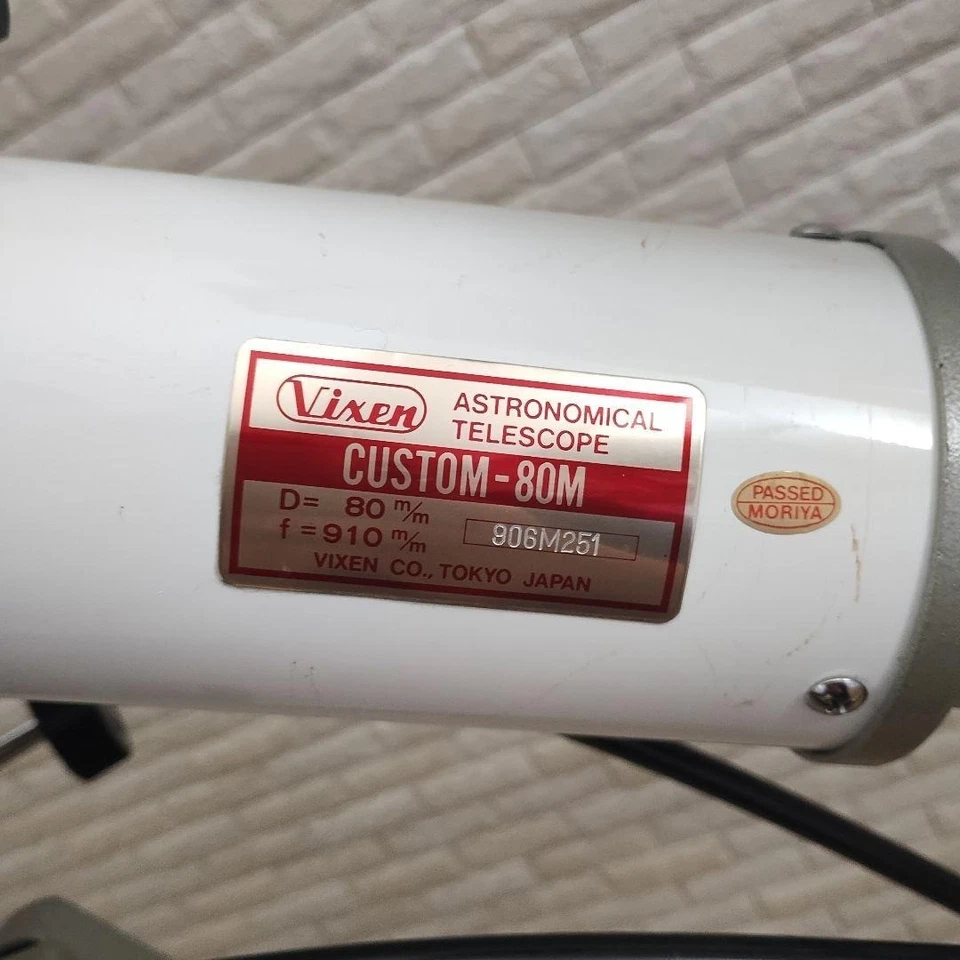 Vixen
ASTRONOMICAL
TELESCOPE
CUSTOM-80M
D= 80 m/m
f=910 m/m
906M251
VIXEN CO., TOKYO JAPAN
PASSED
MORIYA